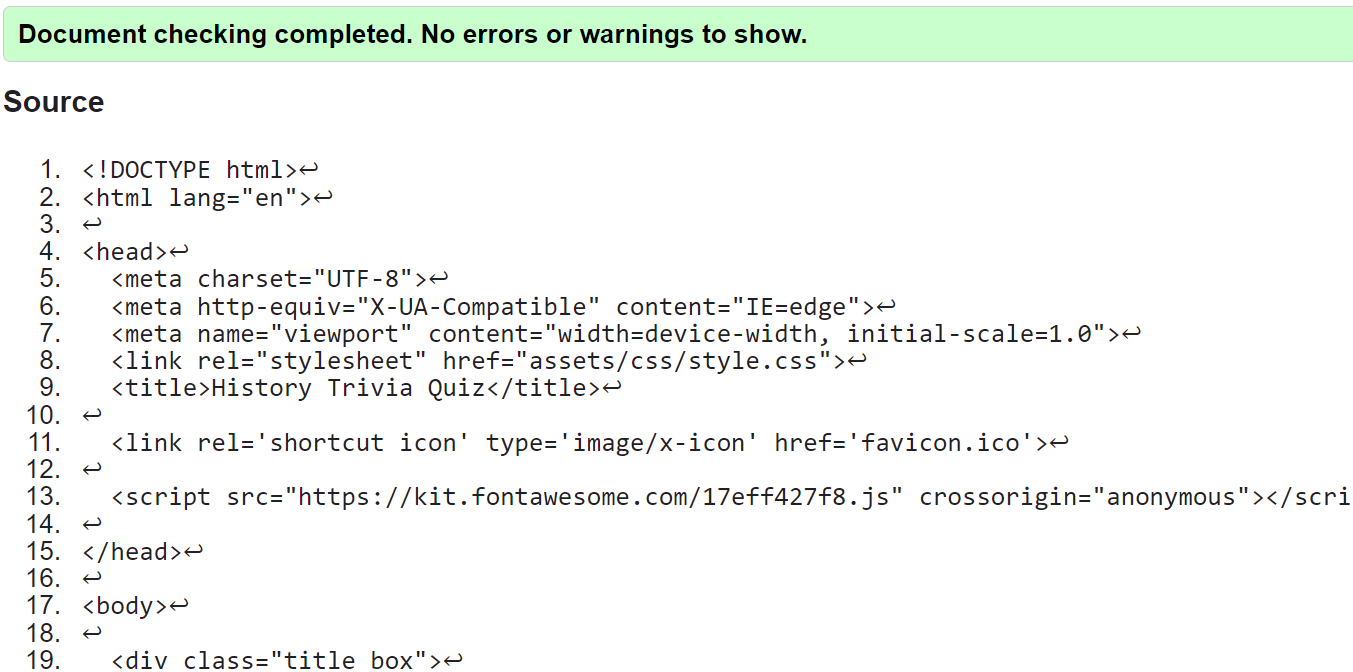 Document checking completed. No errors or warnings to show.
Source
1. <!DOCTYPE html>↩
2. <html lang="en">↩
3. ↩
4. <head>↩
5.   <meta charset="UTF-8">↩
6.   <meta http-equiv="X-UA-Compatible" content="IE=edge">↩
7.   <meta name="viewport" content="width=device-width, initial-scale=1.0">↩
8.   <link rel="stylesheet" href="assets/css/style.css">↩
9.   <title>History Trivia Quiz</title>↩
10. ↩
11.   <link rel='shortcut icon' type='image/x-icon' href='favicon.ico'>↩
12. ↩
13.   <script src="https://kit.fontawesome.com/17eff427f8.js" crossorigin="anonymous"></scri
14. ↩
15. </head>↩
16. ↩
17. <body>↩
18. ↩
19.   <div class="title box">↩